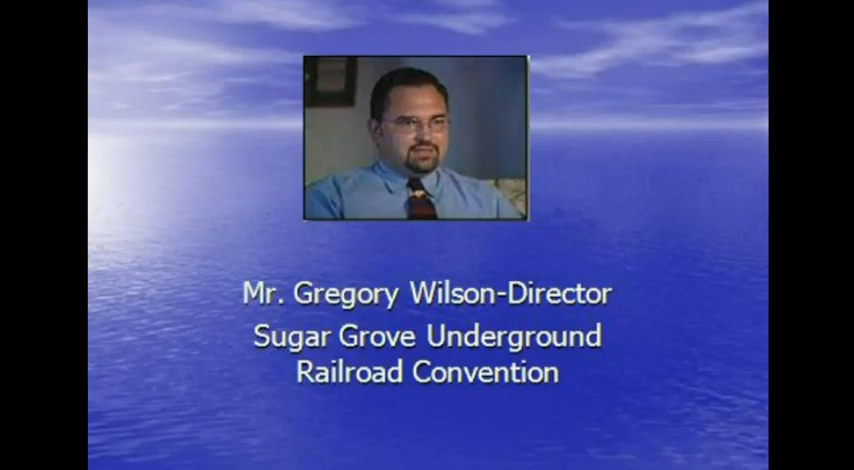 Mr. Gregory Wilson-Director
Sugar Grove Underground
Railroad Convention